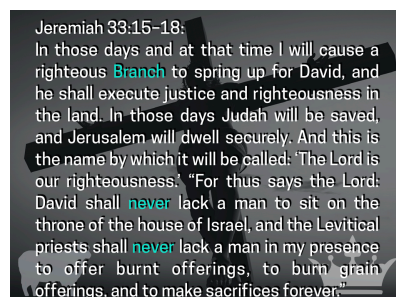 Jeremiah 33:15–18:
In those days and at that time I will cause a
righteous Branch to spring up for David, and
he shall execute justice and righteousness in
the land. In those days Judah will be saved,
and Jerusalem will dwell securely. And this is
the name by which it will be called: ‘The Lord is
our righteousness.’ “For thus says the Lord:
David shall never lack a man to sit on the
throne of the house of Israel, and the Levitical
priests shall never lack a man in my presence
to offer burnt offerings, to burn grain
offerings, and to make sacrifices forever.”